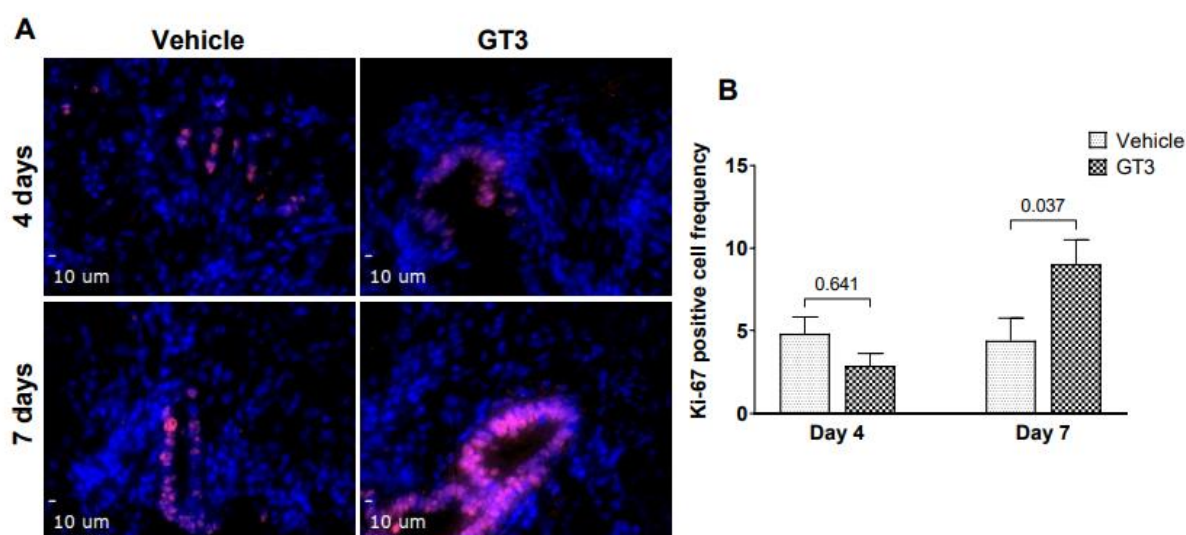 A
Vehicle
GT3
4 days
10 um
10 um
7 days
10 um
10 um
B
Vehicle
GT3
Ki-67 positive cell frequency
15
10
5
0
0.641
0.037
Day 4
Day 7